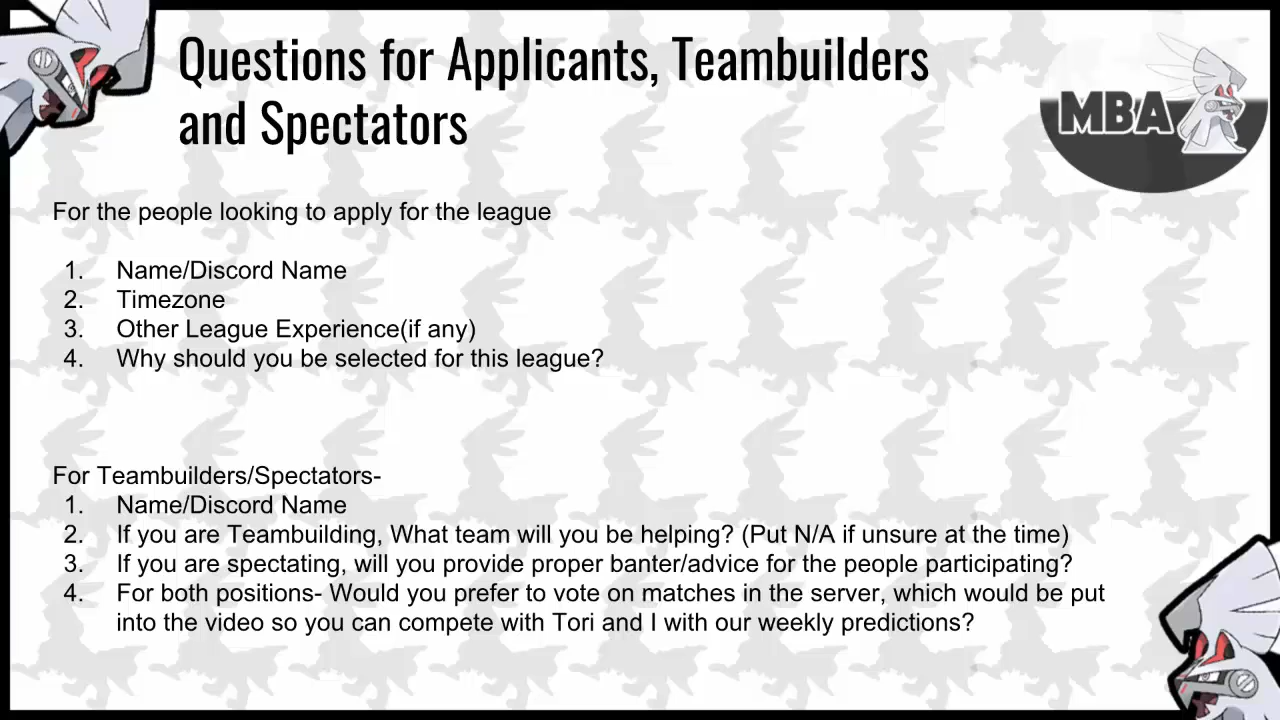 Questions for Applicants, Teambuilders
and Spectators
MBA
For the people looking to apply for the league
1. Name/Discord Name
2. Timezone
3. Other League Experience(if any)
4. Why should you be selected for this league?
For Teambuilders/Spectators-
1. Name/Discord Name
2. If you are Teambuilding, What team will you be helping? (Put N/A if unsure at the time)
3. If you are spectating, will you provide proper banter/advice for the people participating?
4. For both positions- Would you prefer to vote on matches in the server, which would be put
into the video so you can compete with Tori and I with our weekly predictions?